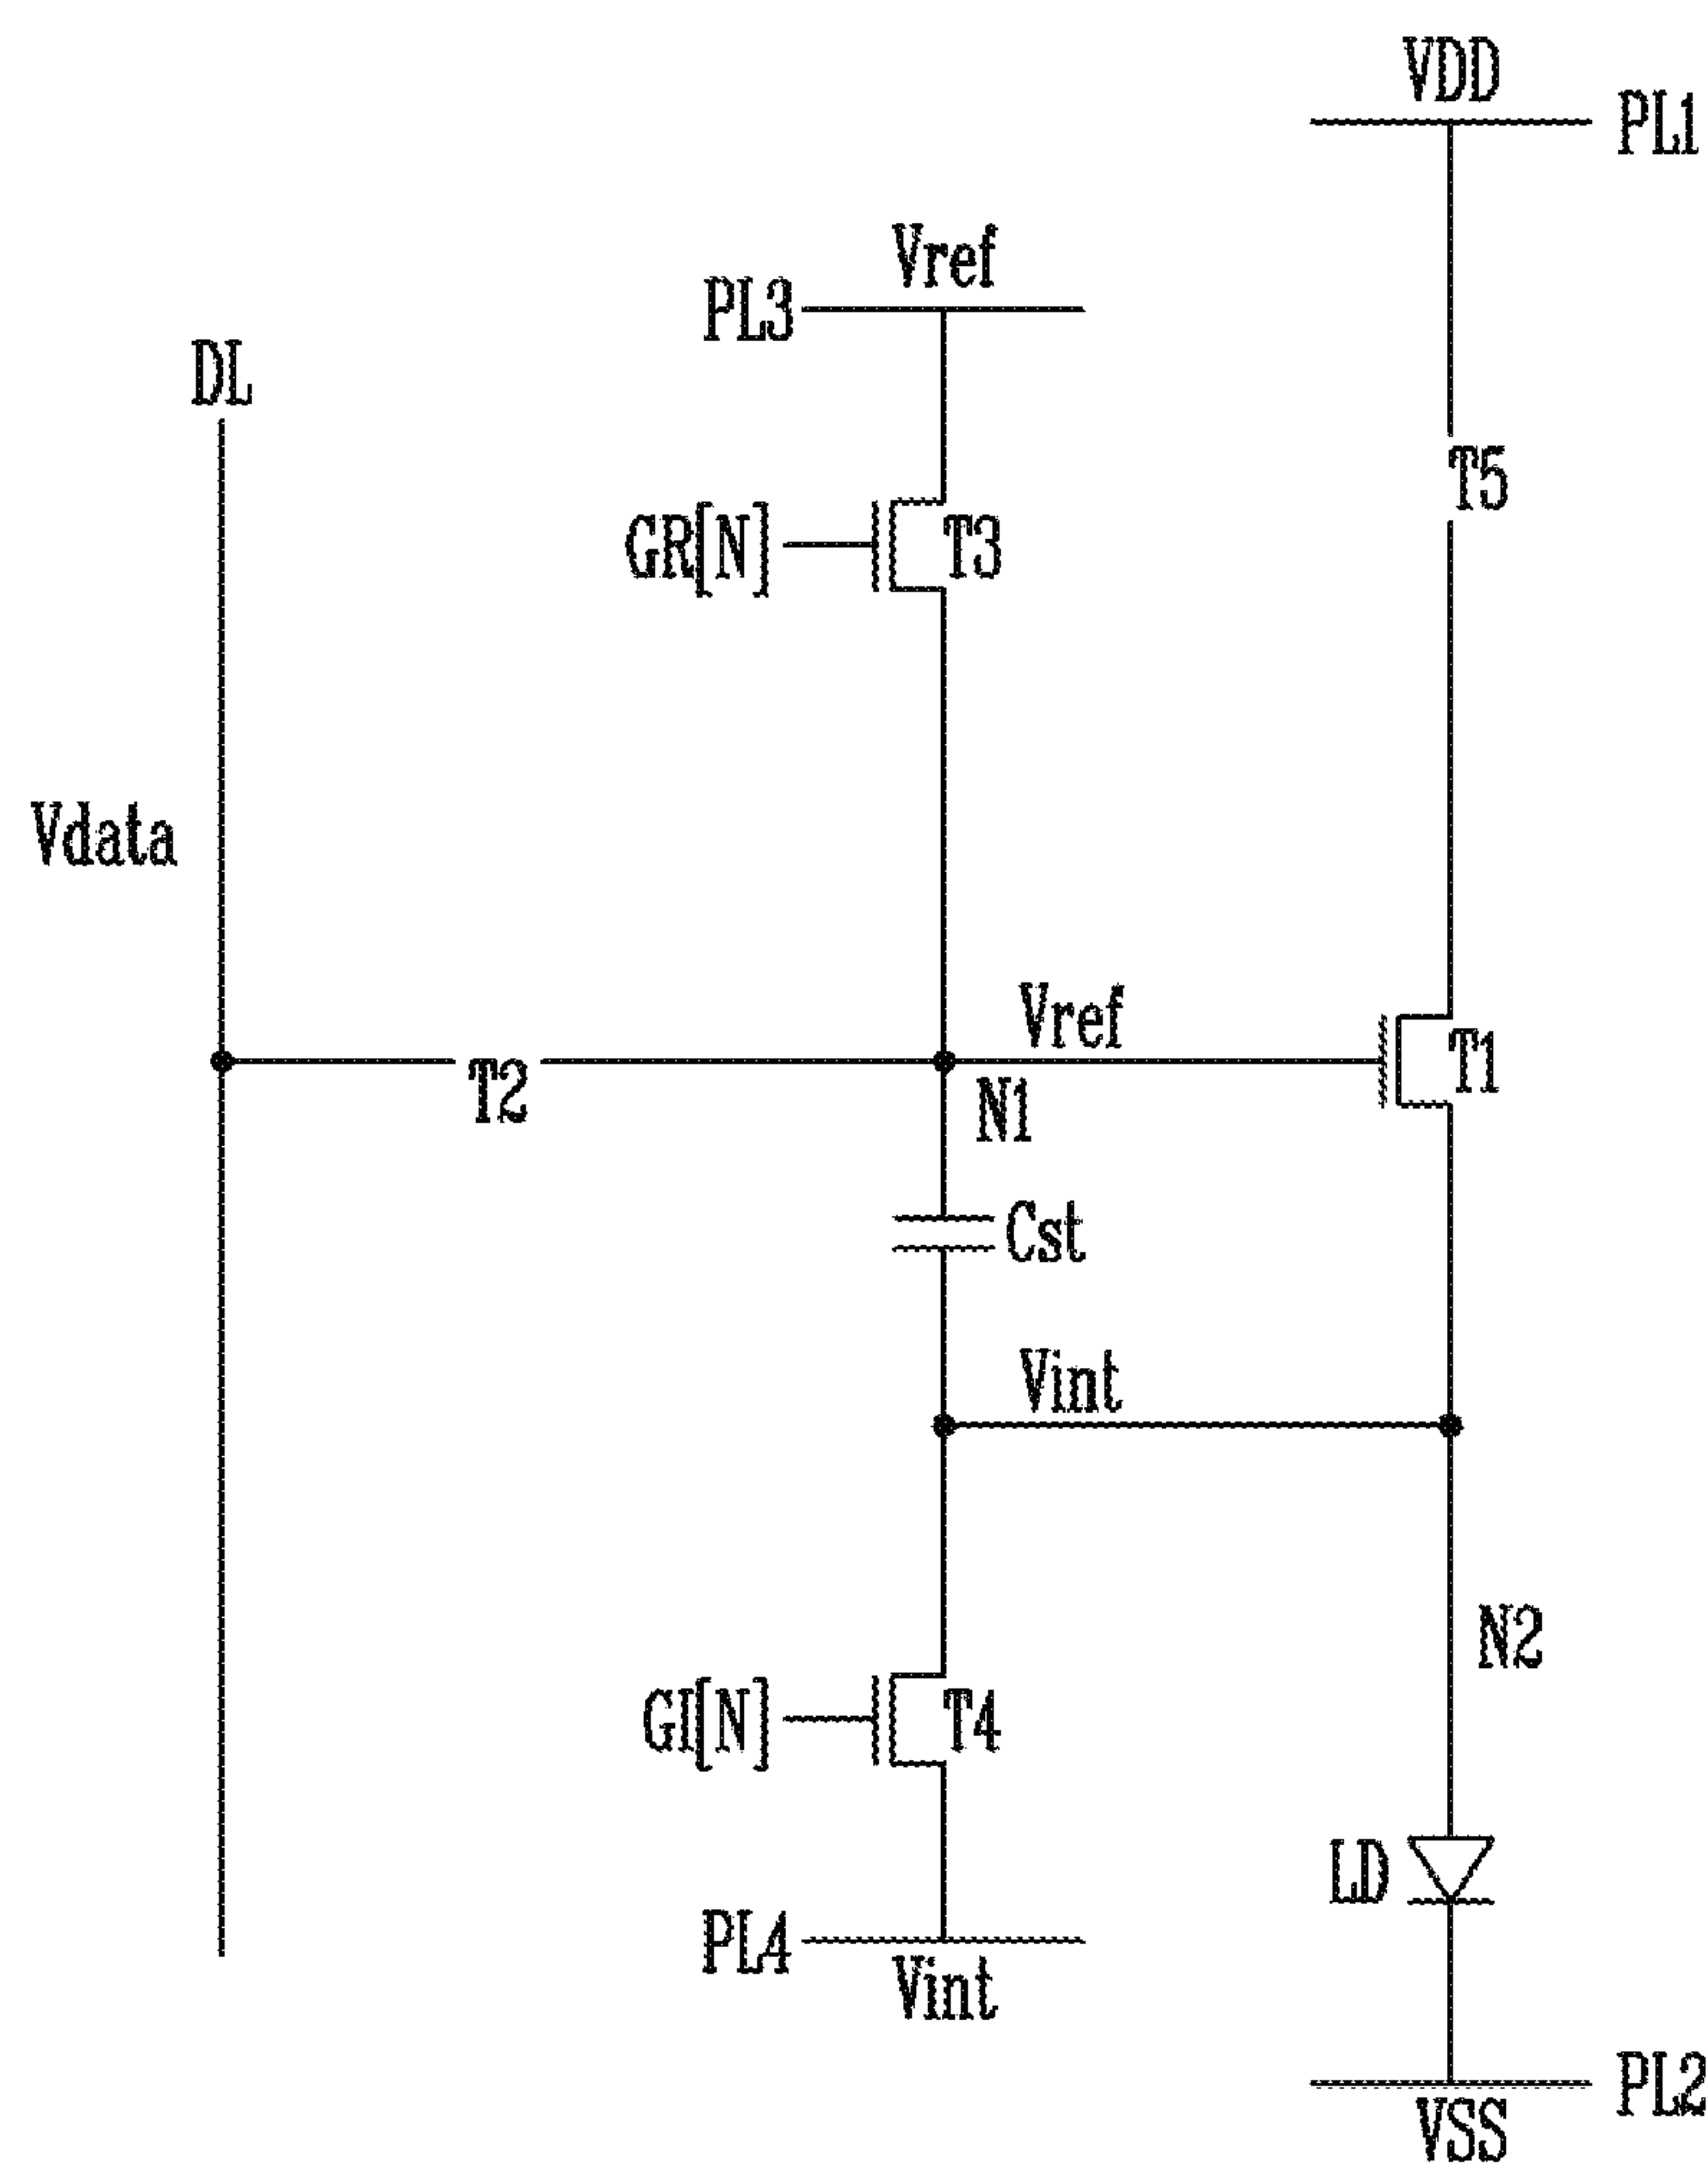 VDD
PL1
Vref
PL3
DL
T5
GR[N]
T3
Vdata
Vref
T1
T2
N1
Cst
Vint
N2
GI[N]
T4
LD
PL4
Vint
PL2
VSS